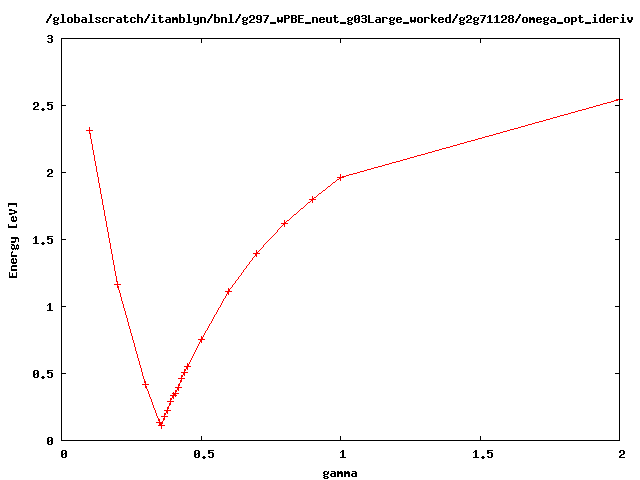 /globalscratch/itamblyn/bnl/g297_wPBE_neut_g03Large_worked/g2g71128/omega_opt_ideriv
3
2.5
2
1.5
1
0.5
0
Energy [eV]
0 0.5 1 1.5 2
gamma